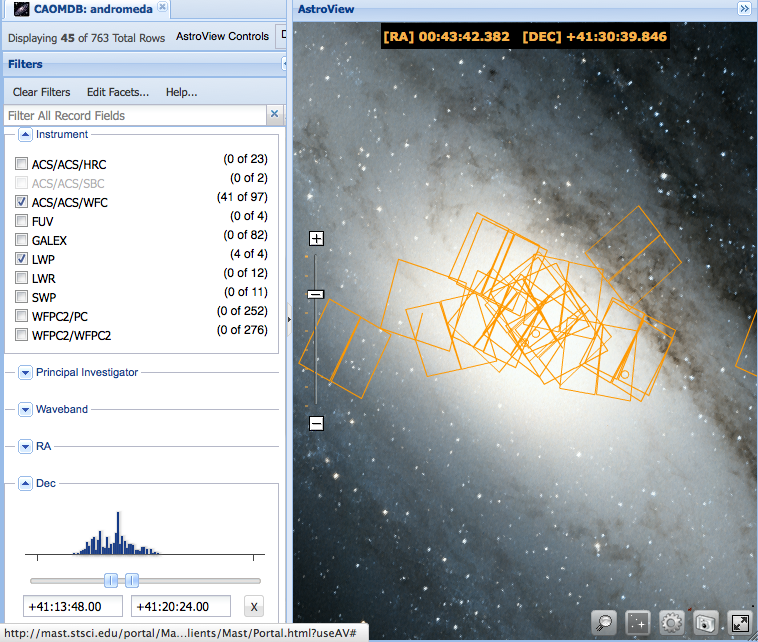 CAOMDB: andromeda
Displaying 45 of 763 Total Rows AstroView Controls D
Filters
Clear Filters Edit Facets... Help...
Filter All Record Fields
Instrument
ACS/ACS/HRC (0 of 23)
ACS/ACS/SBC (0 of 2)
ACS/ACS/WFC (41 of 97)
FUV (0 of 4)
GALEX (0 of 82)
LWP (4 of 4)
LWR (0 of 12)
SWP (0 of 11)
WFPC2/PC (0 of 252)
WFPC2/WFPC2 (0 of 276)
Principal Investigator
Waveband
RA
Dec
+41:13:48.00 +41:20:24.00 X
http://mast.stsci.edu/portal/Ma...lients/Mast/Portal.html?useAV#
AstroView
[RA] 00:43:42.382 [DEC] +41:30:39.846